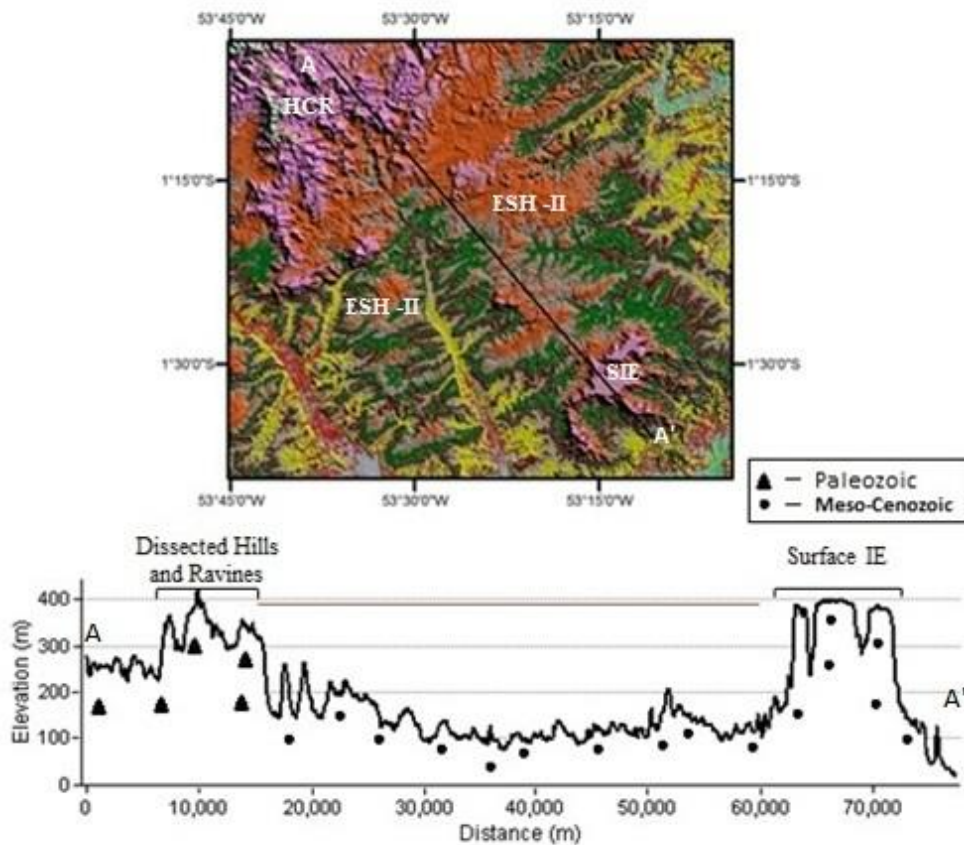 53°45'0"W 53°30'0"W 53°15'0"W
A
HCR
1°15'0"S 1°15'0"S
ESH -II
ESH -II
1°30'0"S 1°30'0"S
SIE
A'
53°45'0"W 53°30'0"W 53°15'0"W
▲ — Paleozoic
● — Meso-Cenozoic
Dissected Hills
and Ravines
Surface IE
400
A
300
200
A'
100
0
Elevation (m)
0 10,000 20,000 30,000 40,000 50,000 60,000 70,000
Distance (m)